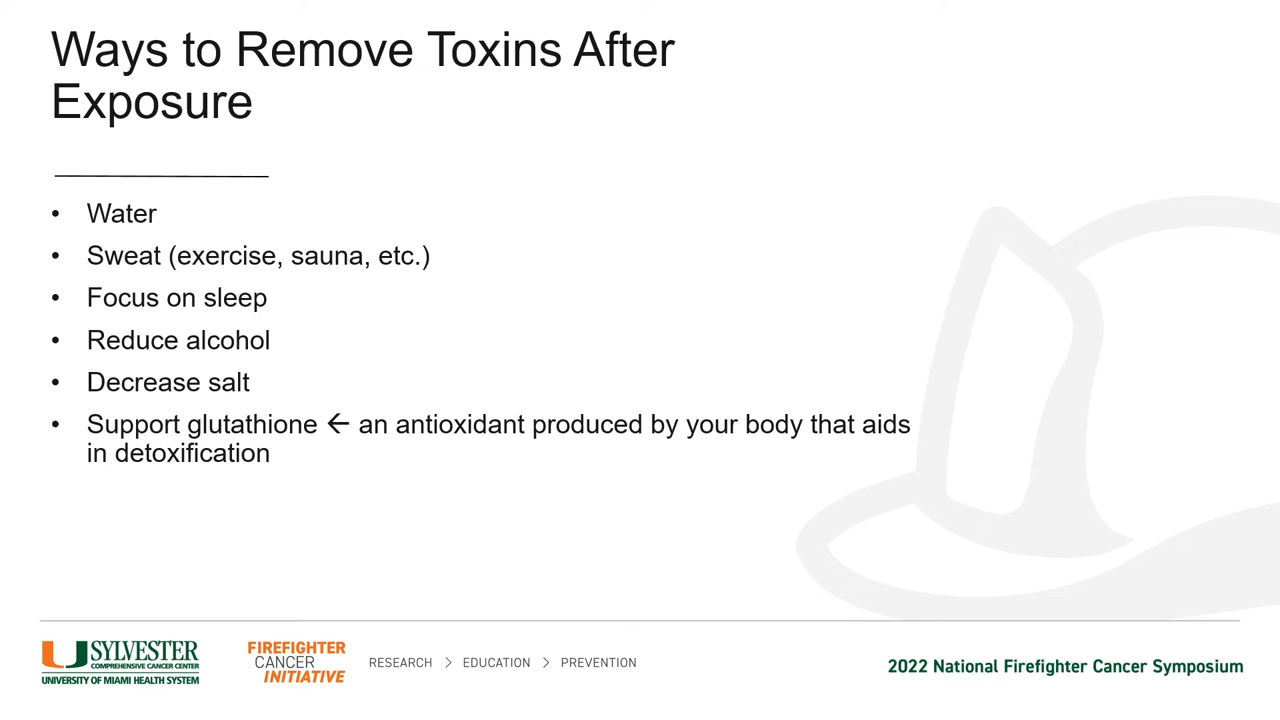 Ways to Remove Toxins After
Exposure
• Water
• Sweat (exercise, sauna, etc.)
• Focus on sleep
• Reduce alcohol
• Decrease salt
• Support glutathione ← an antioxidant produced by your body that aids
in detoxification
SYLVESTER
COMPREHENSIVE CANCER CENTER
UNIVERSITY OF MIAMI HEALTH SYSTEM
FIREFIGHTER
CANCER
INITIATIVE
RESEARCH > EDUCATION > PREVENTION
2022 National Firefighter Cancer Symposium